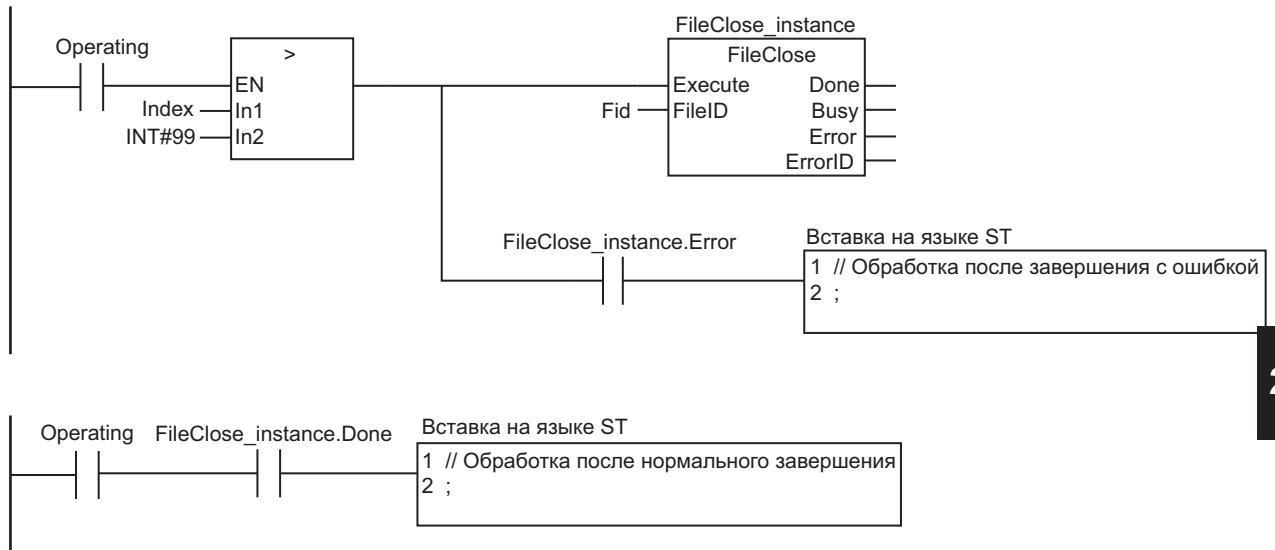 FileClose_instance
Operating
>
FileClose
EN
Execute Done
Index In1
Fid FileID Busy
INT#99 In2
Error
ErrorID
FileClose_instance.Error
Вставка на языке ST
1 // Обработка после завершения с ошибкой
2 ;
Operating FileClose_instance.Done
Вставка на языке ST
1 // Обработка после нормального завершения
2 ;